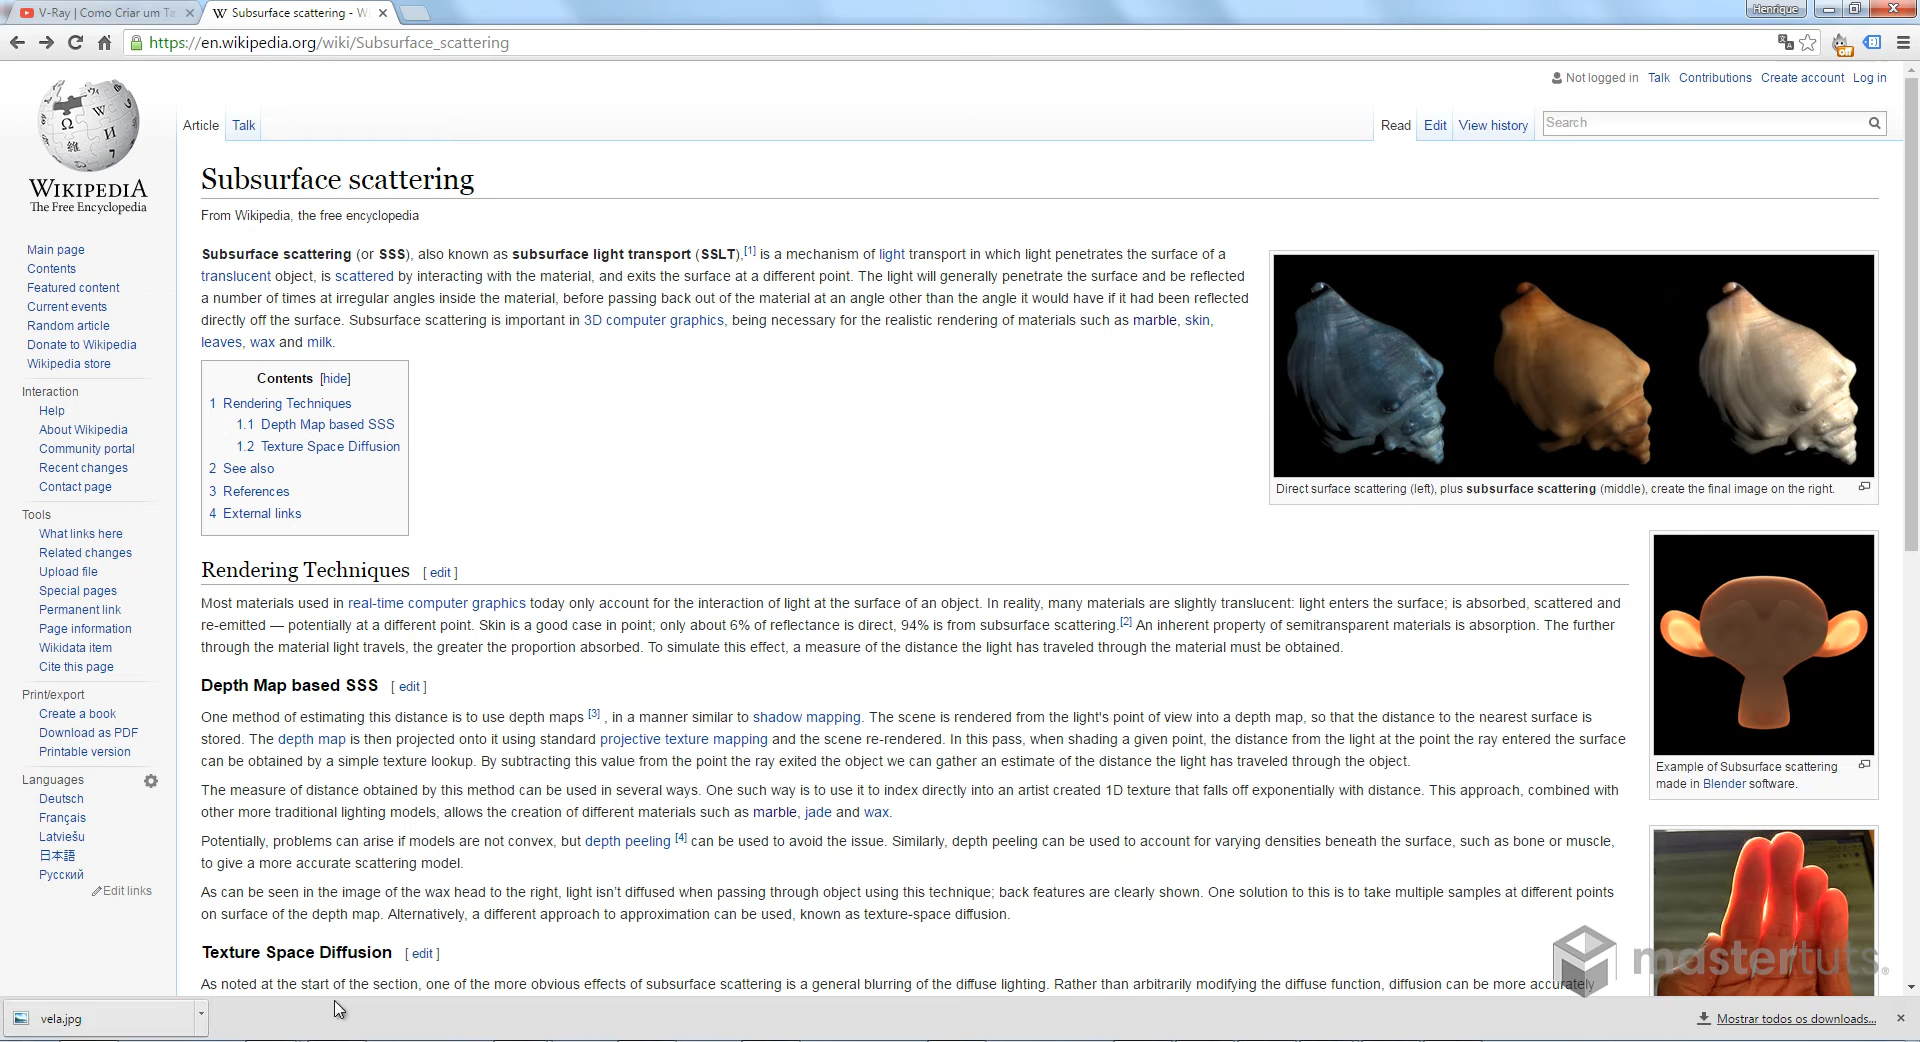 V-Ray | Como Criar um Ta
Subsurface scattering - W
Henrique
https://en.wikipedia.org/wiki/Subsurface_scattering
off
Not logged in Talk Contributions Create account Log in
Article Talk
Read Edit View history
Search
WIKIPEDIA
The Free Encyclopedia
Main page
Contents
Featured content
Current events
Random article
Donate to Wikipedia
Wikipedia store
Interaction
Help
About Wikipedia
Community portal
Recent changes
Contact page
Tools
What links here
Related changes
Upload file
Special pages
Permanent link
Page information
Wikidata item
Cite this page
Print/export
Create a book
Download as PDF
Printable version
Languages
Deutsch
Français
Latviešu
日本語
Русский
Edit links
Subsurface scattering
From Wikipedia, the free encyclopedia
Subsurface scattering (or SSS), also known as subsurface light transport (SSLT),[1] is a mechanism of light transport in which light penetrates the surface of a
translucent object, is scattered by interacting with the material, and exits the surface at a different point. The light will generally penetrate the surface and be reflected
a number of times at irregular angles inside the material, before passing back out of the material at an angle other than the angle it would have if it had been reflected
directly off the surface. Subsurface scattering is important in 3D computer graphics, being necessary for the realistic rendering of materials such as marble, skin,
leaves, wax and milk.
Contents [hide]
1 Rendering Techniques
1.1 Depth Map based SSS
1.2 Texture Space Diffusion
2 See also
3 References
4 External links
Direct surface scattering (left), plus subsurface scattering (middle), create the final image on the right.
Rendering Techniques [ edit ]
Most materials used in real-time computer graphics today only account for the interaction of light at the surface of an object. In reality, many materials are slightly translucent: light enters the surface; is absorbed, scattered and
re-emitted — potentially at a different point. Skin is a good case in point; only about 6% of reflectance is direct, 94% is from subsurface scattering.[2] An inherent property of semitransparent materials is absorption. The further
through the material light travels, the greater the proportion absorbed. To simulate this effect, a measure of the distance the light has traveled through the material must be obtained.
Depth Map based SSS [ edit ]
One method of estimating this distance is to use depth maps [3] , in a manner similar to shadow mapping. The scene is rendered from the light's point of view into a depth map, so that the distance to the nearest surface is
stored. The depth map is then projected onto it using standard projective texture mapping and the scene re-rendered. In this pass, when shading a given point, the distance from the light at the point the ray entered the surface
can be obtained by a simple texture lookup. By subtracting this value from the point the ray exited the object we can gather an estimate of the distance the light has traveled through the object.
The measure of distance obtained by this method can be used in several ways. One such way is to use it to index directly into an artist created 1D texture that falls off exponentially with distance. This approach, combined with
other more traditional lighting models, allows the creation of different materials such as marble, jade and wax.
Potentially, problems can arise if models are not convex, but depth peeling [4] can be used to avoid the issue. Similarly, depth peeling can be used to account for varying densities beneath the surface, such as bone or muscle,
to give a more accurate scattering model.
As can be seen in the image of the wax head to the right, light isn't diffused when passing through object using this technique; back features are clearly shown. One solution to this is to take multiple samples at different points
on surface of the depth map. Alternatively, a different approach to approximation can be used, known as texture-space diffusion.
Texture Space Diffusion [ edit ]
As noted at the start of the section, one of the more obvious effects of subsurface scattering is a general blurring of the diffuse lighting. Rather than arbitrarily modifying the diffuse function, diffusion can be more accurately
Example of Subsurface scattering
made in Blender software.
mastertuts®
vela.jpg
Mostrar todos os downloads...